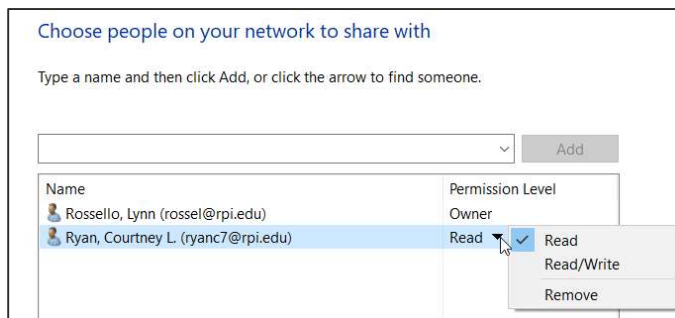 Choose people on your network to share with
Type a name and then click Add, or click the arrow to find someone.
Add
Name Permission Level
Rossello, Lynn (rossel@rpi.edu) Owner
Ryan, Courtney L. (ryanc7@rpi.edu) Read
Read
Read/Write
Remove